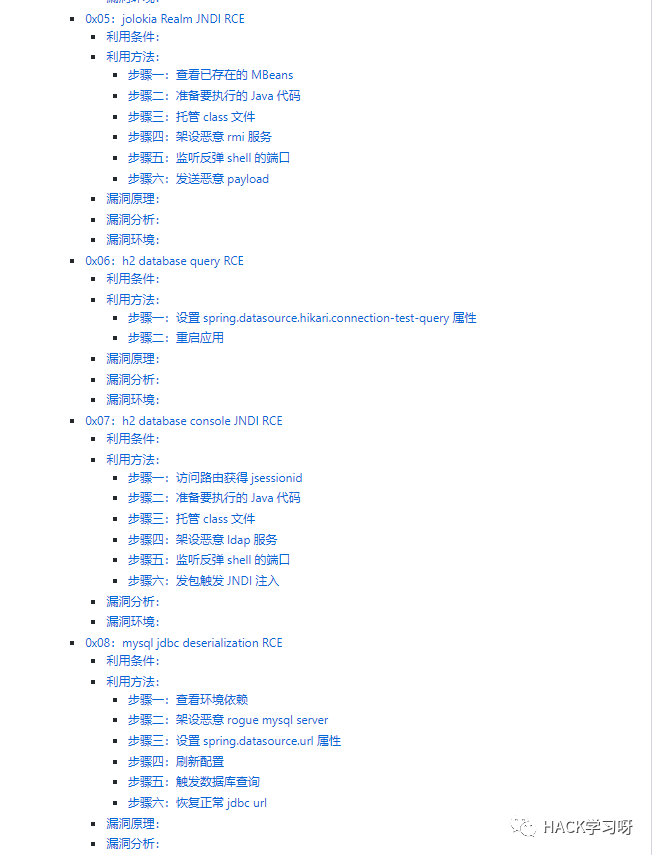 0x05：jolokia Realm JNDI RCE
利用条件：
利用方法：
步骤一：查看已存在的 MBeans
步骤二：准备要执行的 Java 代码
步骤三：托管 class 文件
步骤四：架设恶意 rmi 服务
步骤五：监听反弹 shell 的端口
步骤六：发送恶意 payload
漏洞原理：
漏洞分析：
漏洞环境：
0x06：h2 database query RCE
利用条件：
利用方法：
步骤一：设置 spring.datasource.hikari.connection-test-query 属性
步骤二：重启应用
漏洞原理：
漏洞分析：
漏洞环境：
0x07：h2 database console JNDI RCE
利用条件：
利用方法：
步骤一：访问路由获得 jsessionid
步骤二：准备要执行的 Java 代码
步骤三：托管 class 文件
步骤四：架设恶意 ldap 服务
步骤五：监听反弹 shell 的端口
步骤六：发包触发 JNDI 注入
漏洞分析：
漏洞环境：
0x08：mysql jdbc deserialization RCE
利用条件：
利用方法：
步骤一：查看环境依赖
步骤二：架设恶意 rogue mysql server
步骤三：设置 spring.datasource.url 属性
步骤四：刷新配置
步骤五：触发数据库查询
步骤六：恢复正常 jdbc url
漏洞原理：
漏洞分析：
HACK学习呀